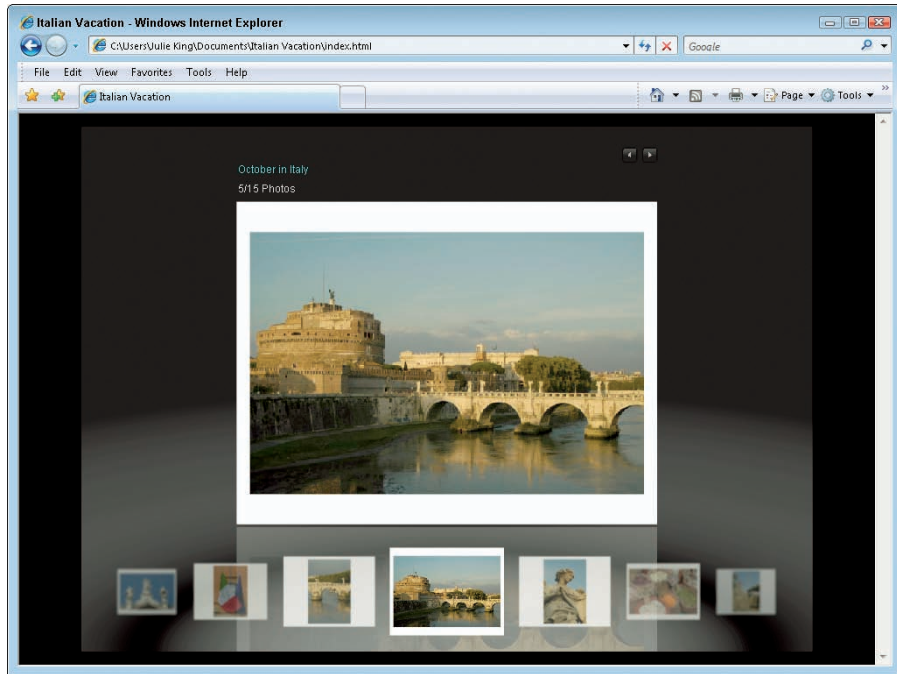 Italian Vacation - Windows Internet Explorer
C:\Users\Julie King\Documents\Italian Vacation\index.html
Google
File Edit View Favorites Tools Help
Italian Vacation
Page Tools
October in Italy
5/15 Photos